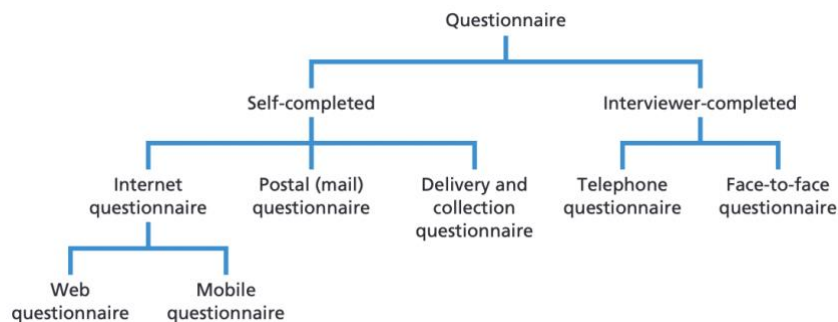 Questionnaire
Self-completed
Interviewer-completed
Internet
questionnaire
Postal (mail)
questionnaire
Delivery and
collection
questionnaire
Telephone
questionnaire
Face-to-face
questionnaire
Web
questionnaire
Mobile
questionnaire